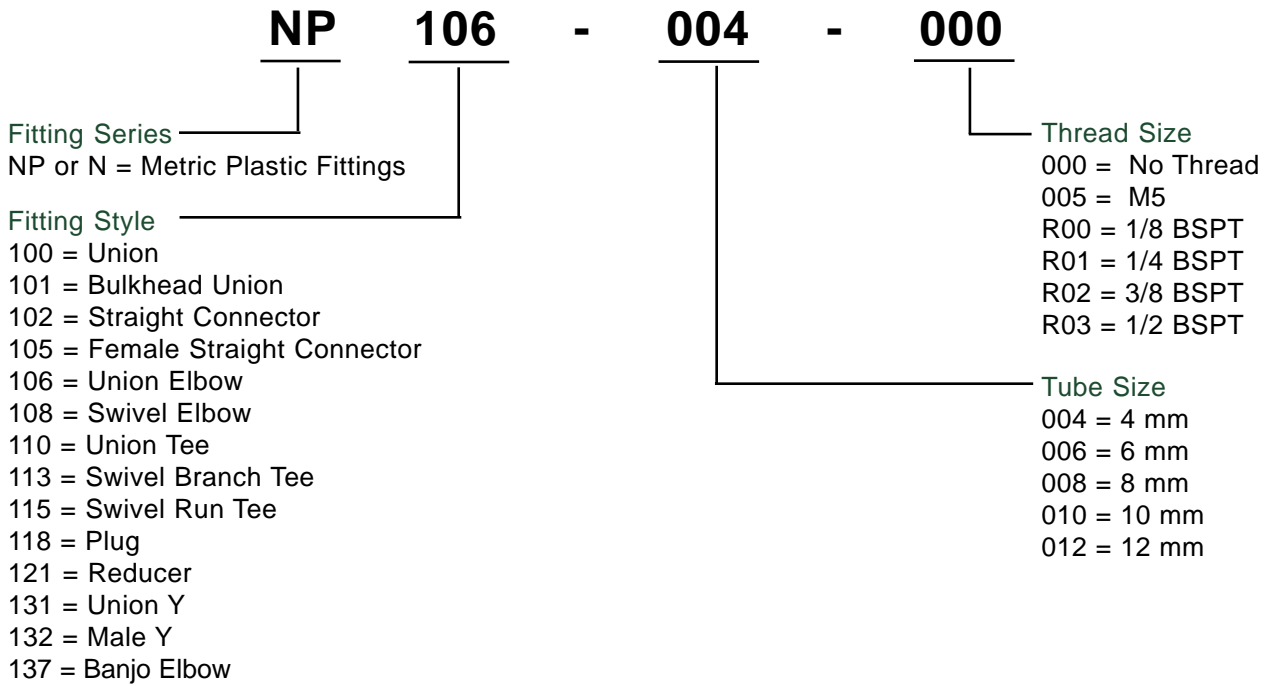 NP 106 - 004 - 000
Fitting Series
NP or N = Metric Plastic Fittings
Fitting Style
100 = Union
101 = Bulkhead Union
102 = Straight Connector
105 = Female Straight Connector
106 = Union Elbow
108 = Swivel Elbow
110 = Union Tee
113 = Swivel Branch Tee
115 = Swivel Run Tee
118 = Plug
121 = Reducer
131 = Union Y
132 = Male Y
137 = Banjo Elbow
Thread Size
000 = No Thread
005 = M5
R00 = 1/8 BSPT
R01 = 1/4 BSPT
R02 = 3/8 BSPT
R03 = 1/2 BSPT
Tube Size
004 = 4 mm
006 = 6 mm
008 = 8 mm
010 = 10 mm
012 = 12 mm